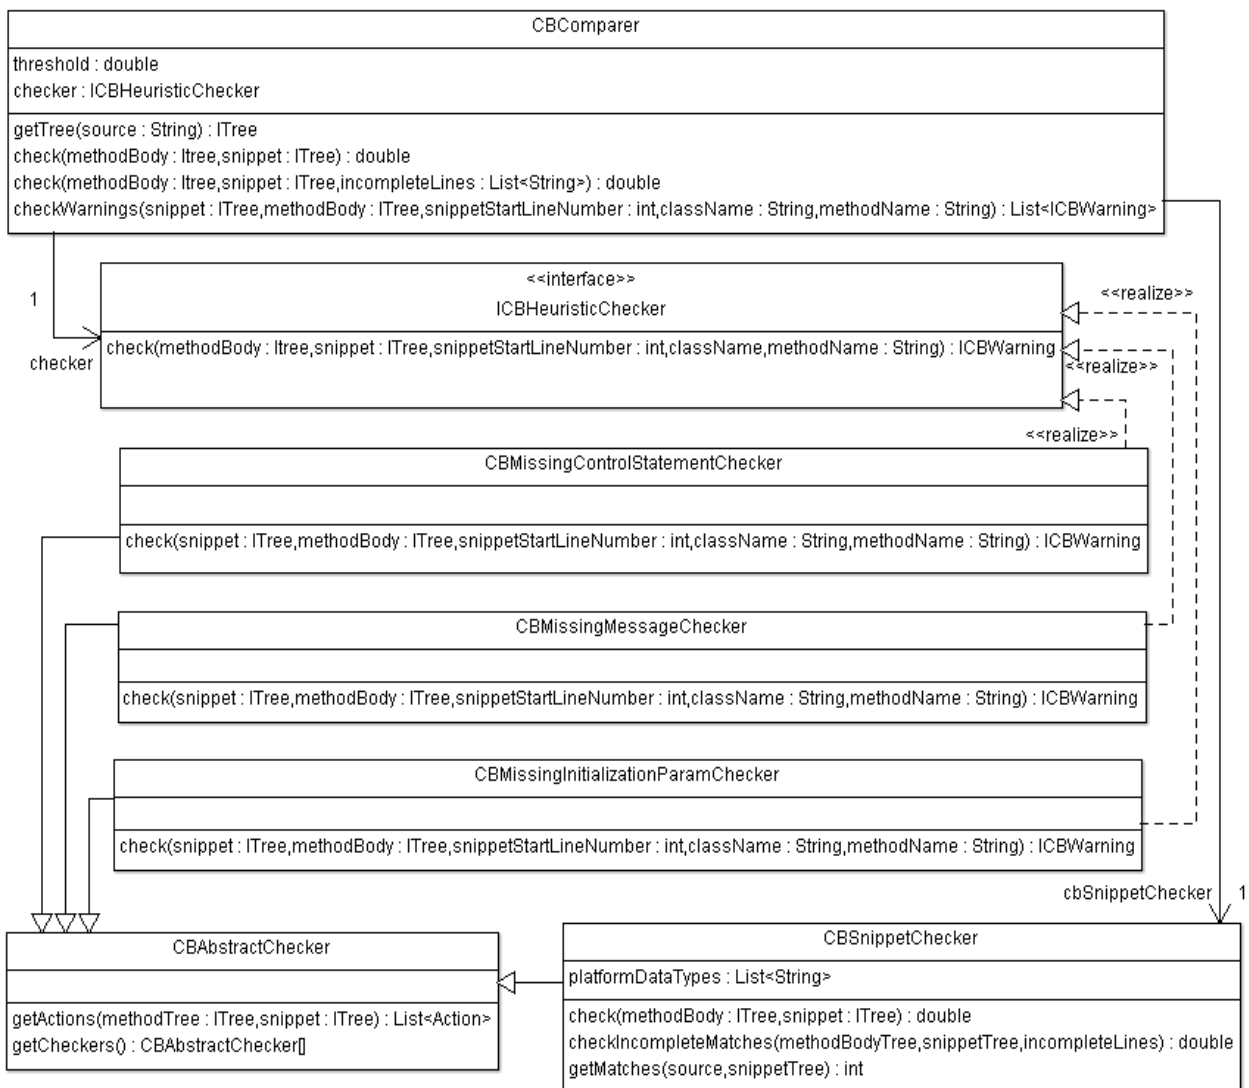 CBComparer
threshold : double
checker : ICBHeuristicChecker
getTree(source : String) : ITree
check(methodBody : Itree,snippet : ITree) : double
check(methodBody : Itree,snippet : ITree,incompleteLines : List<String>) : double
checkWarnings(snippet : ITree,methodBody : ITree,snippetStartLineNumber : int,className : String,methodName : String) : List<ICBWarning>
<<interface>>
ICBHeuristicChecker
1
checker
check(methodBody : Itree,snippet : ITree,snippetStartLineNumber : int,className,methodName : String) : ICBWarning
<<realize>>
<<realize>>
<<realize>>
CBMissingControlStatementChecker
check(snippet : ITree,methodBody : ITree,snippetStartLineNumber : int,className : String,methodName : String) : ICBWarning
CBMissingMessageChecker
check(snippet : ITree,methodBody : ITree,snippetStartLineNumber : int,className : String,methodName : String) : ICBWarning
CBMissingInitializationParamChecker
check(snippet : ITree,methodBody : ITree,snippetStartLineNumber : int,className : String,methodName : String) : ICBWarning
cbSnippetChecker
1
CBAbstractChecker
getActions(methodTree : ITree,snippet : ITree) : List<Action>
getCheckers() : CBAbstractChecker[]
CBSnippetChecker
platformDataTypes : List<String>
check(methodBody : ITree,snippet : ITree) : double
checkIncompleteMatches(methodBodyTree,snippetTree,incompleteLines) : double
getMatches(source,snippetTree) : int